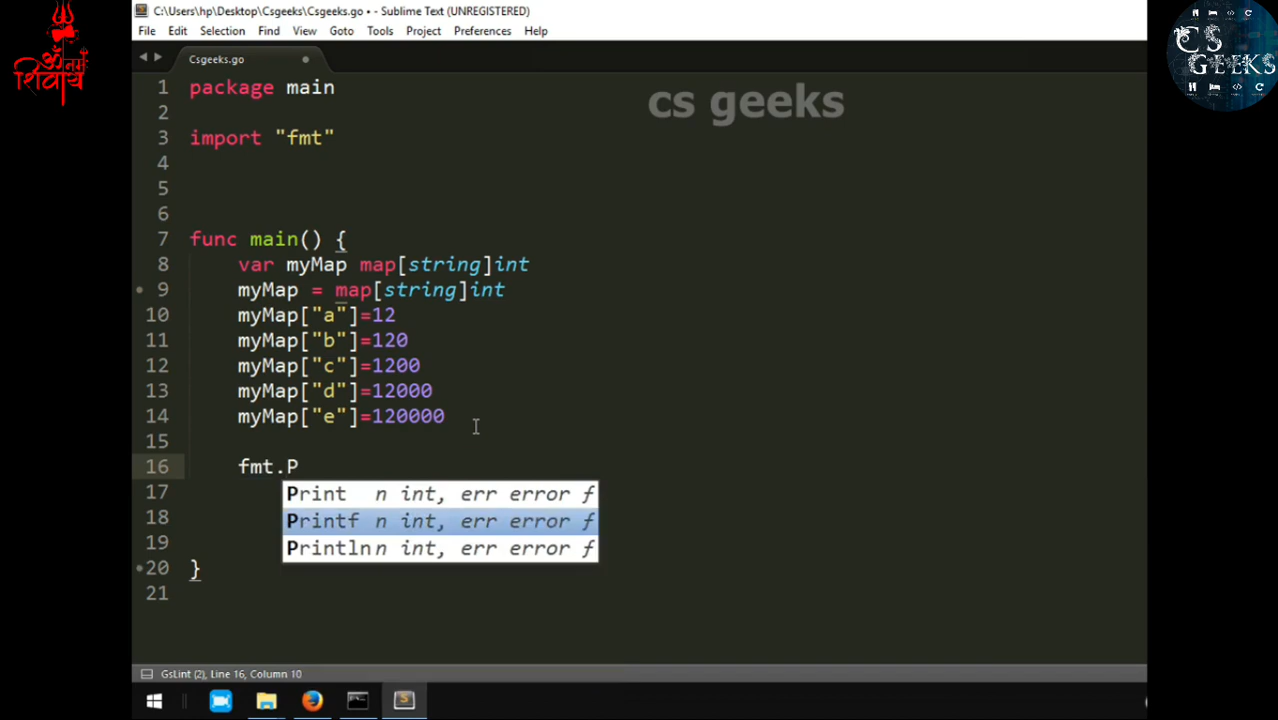 C:\Users\hp\Desktop\Csgeeks\Csgeeks.go • - Sublime Text (UNREGISTERED)
File Edit Selection Find View Goto Tools Project Preferences Help
Csgeeks.go
ॐ नमः
शिवाय
CS
GEEKS
cs geeks
1 package main
2
3 import "fmt"
4
5
6
7 func main() {
8 var myMap map[string]int
9 myMap = map[string]int
10 myMap["a"]=12
11 myMap["b"]=120
12 myMap["c"]=1200
13 myMap["d"]=12000
14 myMap["e"]=120000
15
16 fmt.P
Print n int, err error ƒ
17
Printf n int, err error ƒ
18
Println n int, err error ƒ
19
20 }
21
GsLint (2), Line 16, Column 10